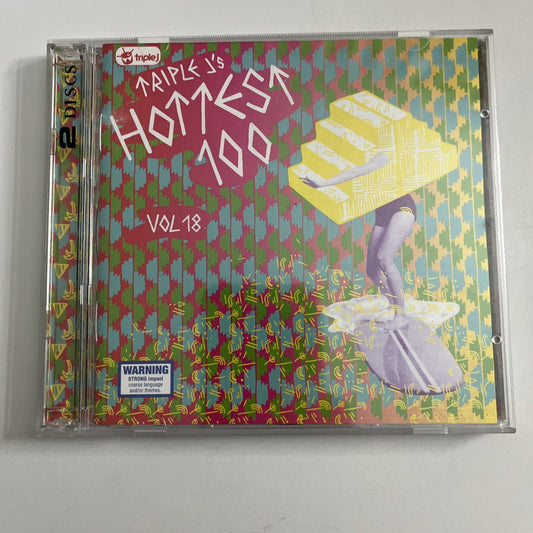 triple j
TRIPLE J'S
HOTTEST
100
VOL 18
2 Discs
WARNING
STRONG impact
coarse language
and/or themes